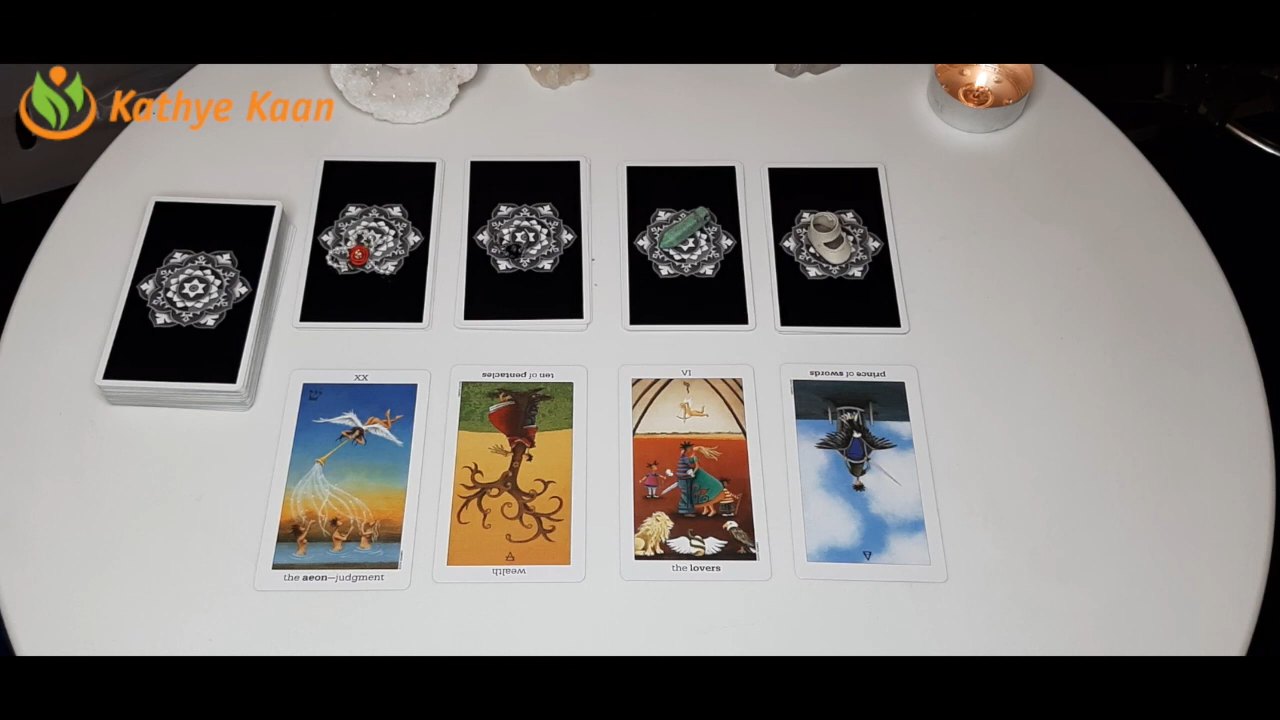 Kathye Kaan
XX
the aeon—judgment
ten of pentacles
wealth
VI
the lovers
prince of swords